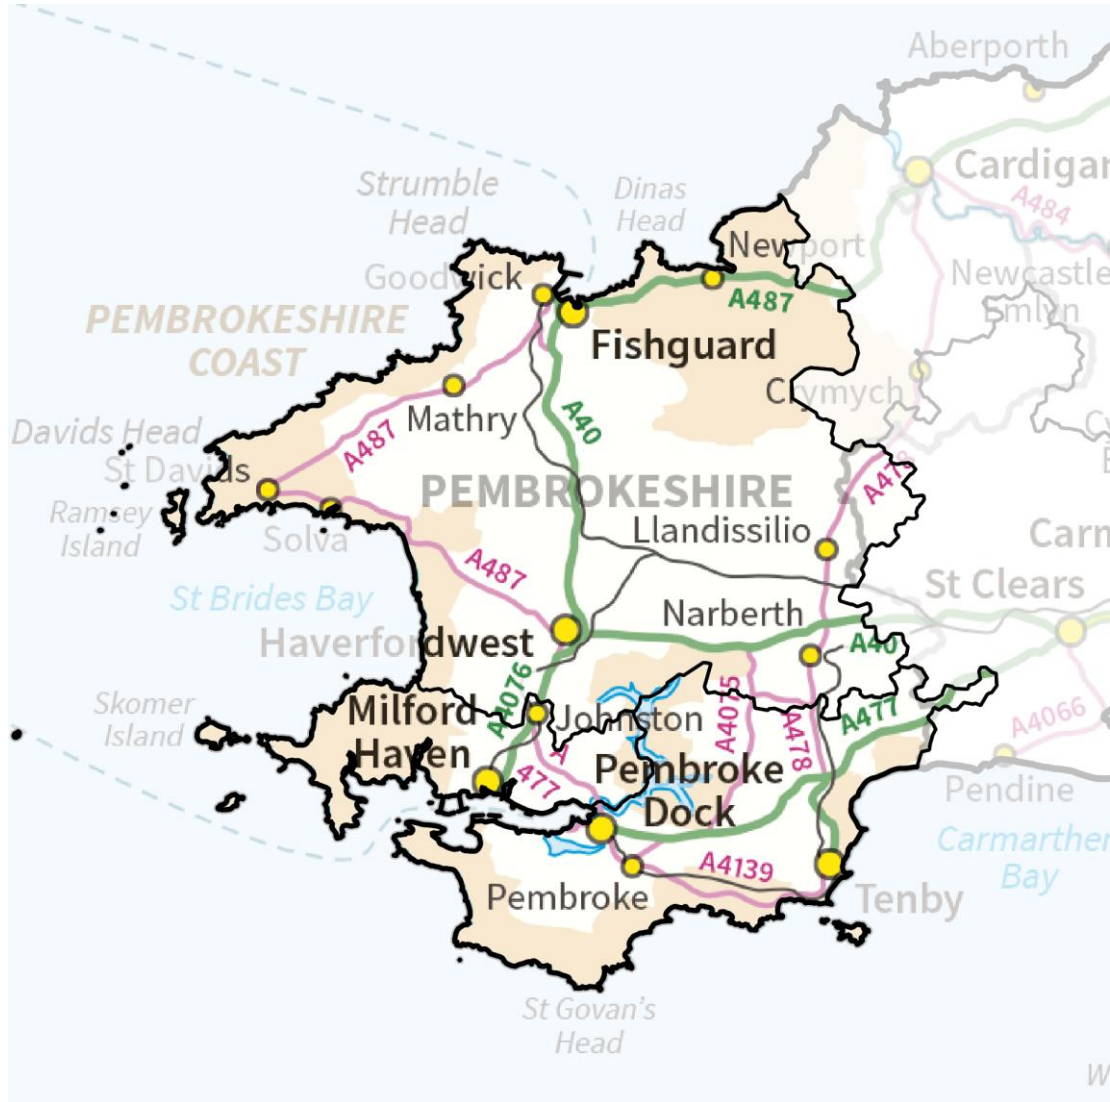 Aberporth
Cardigan
A484
Strumble
Head
Dinas
Head
Newport
Goodwick
Newcastle
Emlyn
A487
PEMBROKESHIRE
COAST
Fishguard
Crymych
Mathry
A40
A487
Davids Head
St Davids
A478
PEMBROKESHIRE
Ramsey
Island
Solva
Llandissilio
Carm
A487
St Clears
St Brides Bay
Narberth
Haverfordwest
A40
A4076
Skomer
Island
Milford
Haven
Johnston
A4075
A478
A477
A4066
A
477
Pembroke
Dock
Pendine
Carmarthen
Bay
A4139
Pembroke
Tenby
St Govan's
Head
W